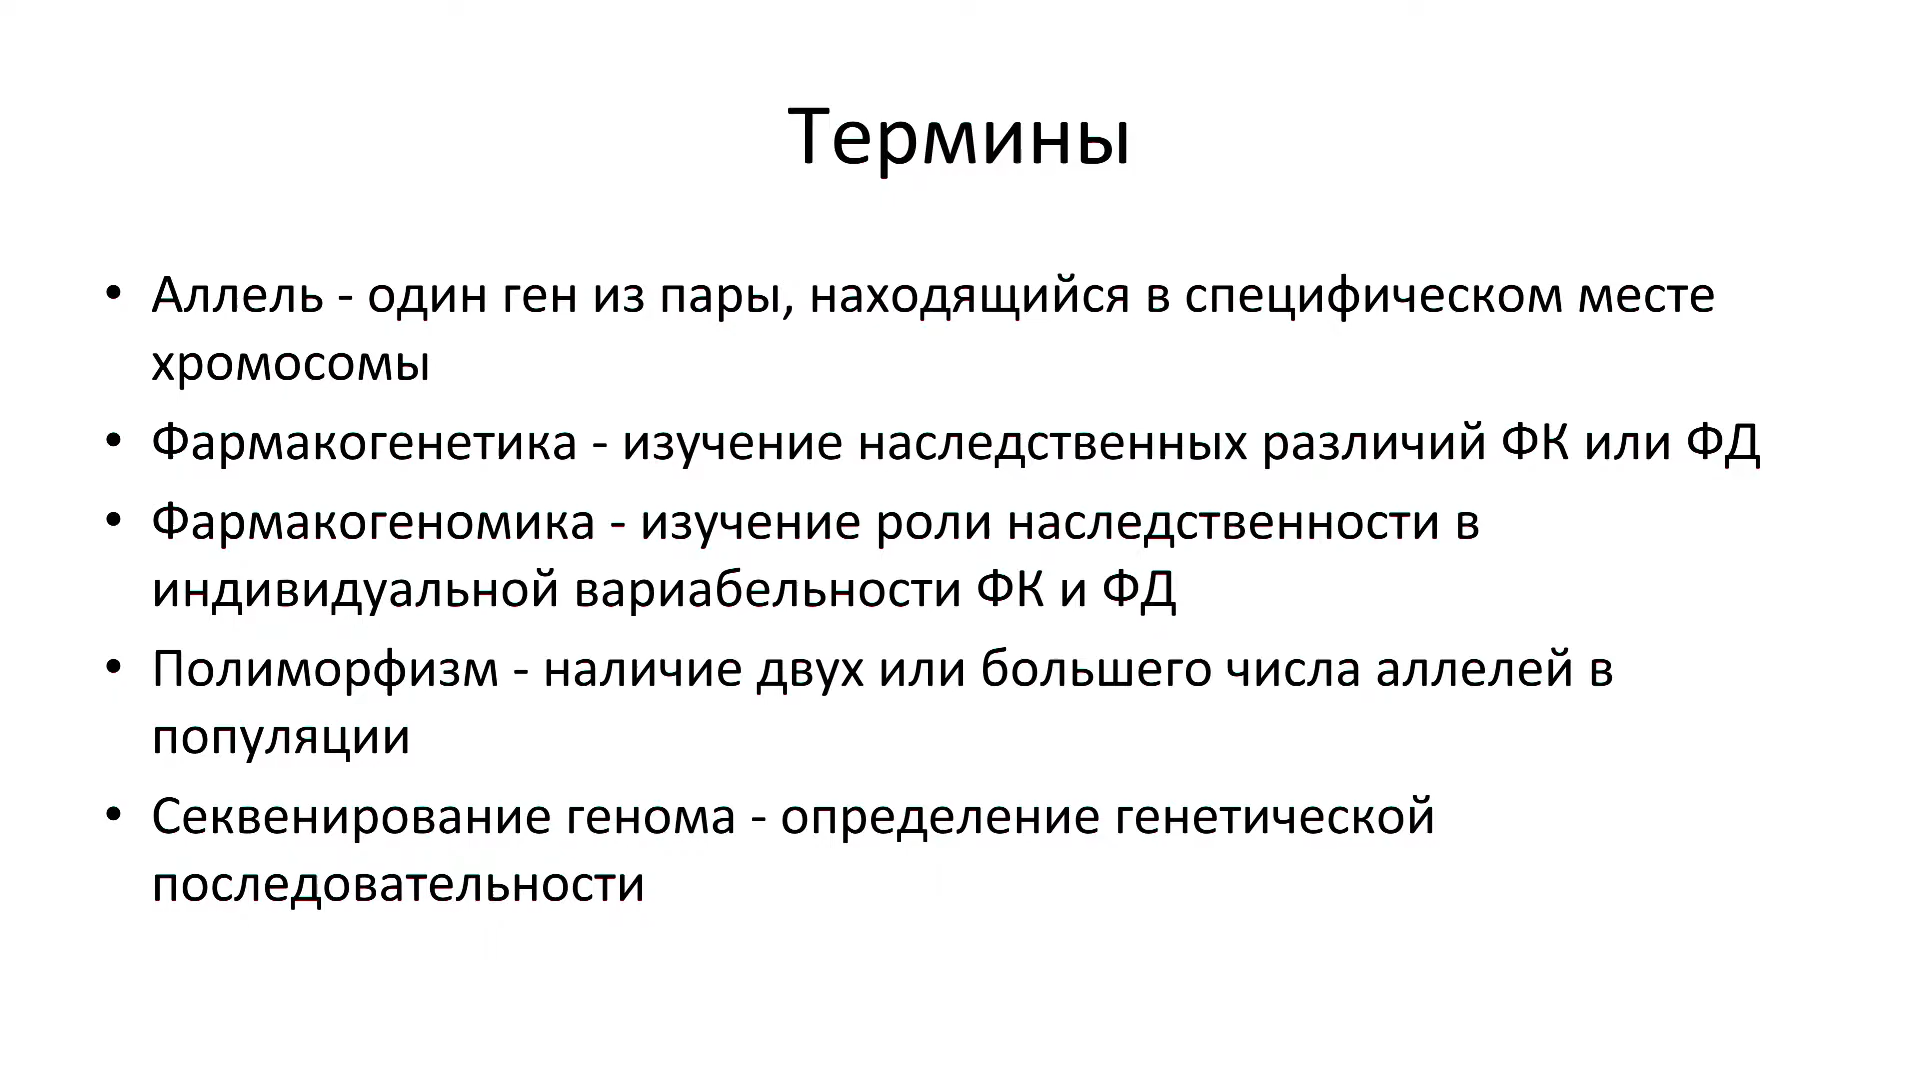 Термины
• Аллель - один ген из пары, находящийся в специфическом месте
хромосомы
• Фармакогенетика - изучение наследственных различий ФК или ФД
• Фармакогеномика - изучение роли наследственности в
индивидуальной вариабельности ФК и ФД
• Полиморфизм - наличие двух или большего числа аллелей в
популяции
• Секвенирование генома - определение генетической
последовательности